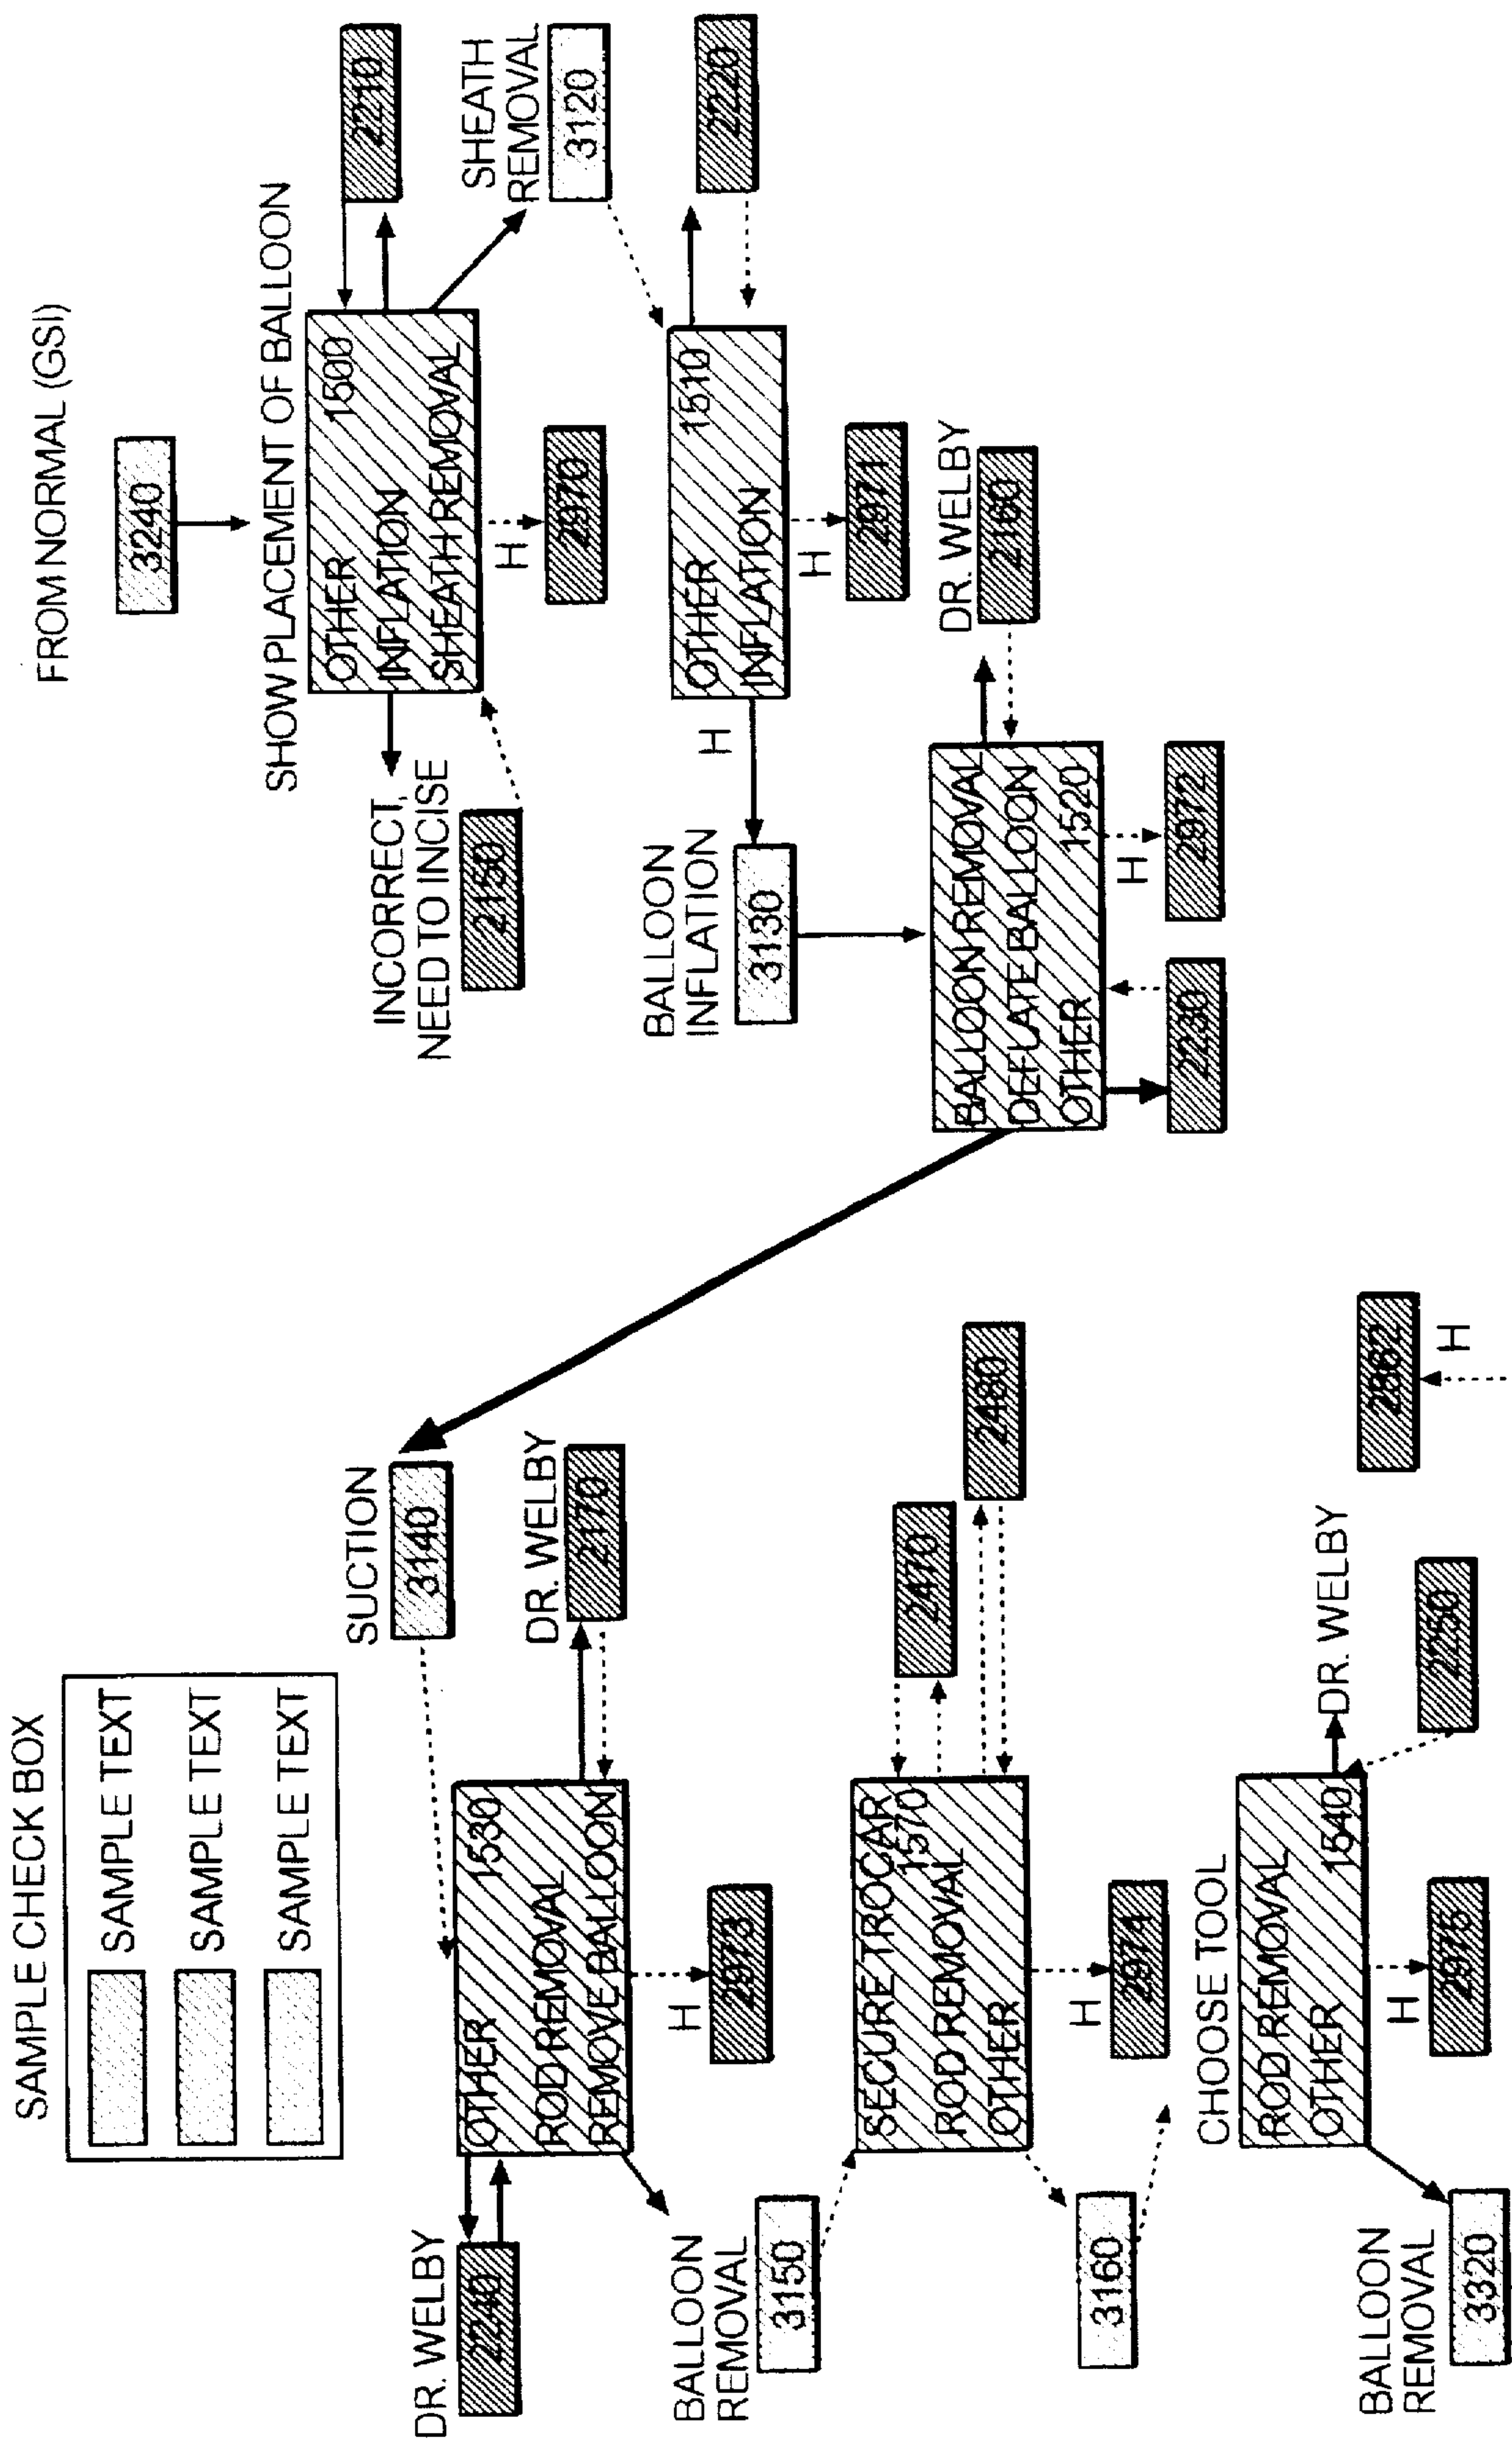 FROM NORMAL (GSI)
3240
SHOW PLACEMENT OF BALLOON
OTHER 1500
INFLATION
SHEATH REMOVAL
2210
SHEATH
REMOVAL
3120
H
2970
INCORRECT,
NEED TO INCISE
2150
OTHER 1510
INFLATION
2220
H
2971
H
BALLOON
INFLATION
3130
DR. WELBY
2160
BALLOON REMOVAL
DEFLATE BALLOON
OTHER 1520
H
2972
2230
SAMPLE CHECK BOX
SAMPLE TEXT
SAMPLE TEXT
SAMPLE TEXT
SUCTION
3140
OTHER 1530
ROD REMOVAL
REMOVE BALLOON
DR. WELBY
2170
DR. WELBY
2240
H
2973
BALLOON
REMOVAL
3150
SECURE TROCAR
1570
ROD REMOVAL
OTHER
2470
2480
H
2974
3160
CHOOSE TOOL
ROD REMOVAL
OTHER 1540
DR. WELBY
2250
2862
H
H
2975
BALLOON
REMOVAL
3320